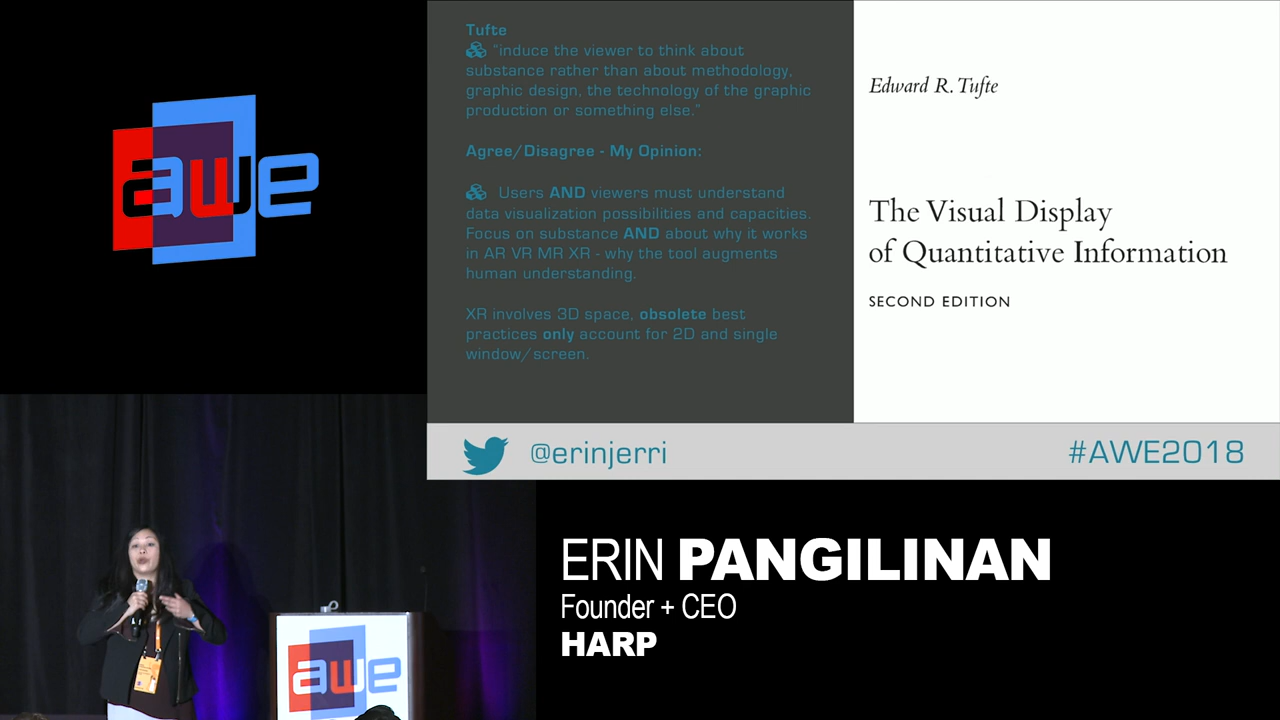 awe
Tufte
"induce the viewer to think about
substance rather than about methodology,
graphic design, the technology of the graphic
production or something else."
Agree/Disagree - My Opinion:
Users AND viewers must understand
data visualization possibilities and capacities.
Focus on substance AND about why it works
in AR VR MR XR - why the tool augments
human understanding.
XR involves 3D space, obsolete best
practices only account for 2D and single
window/screen.
Edward R. Tufte
The Visual Display
of Quantitative Information
SECOND EDITION
@erinjerri
#AWE2018
ERIN PANGILINAN
Founder + CEO
HARP
awe